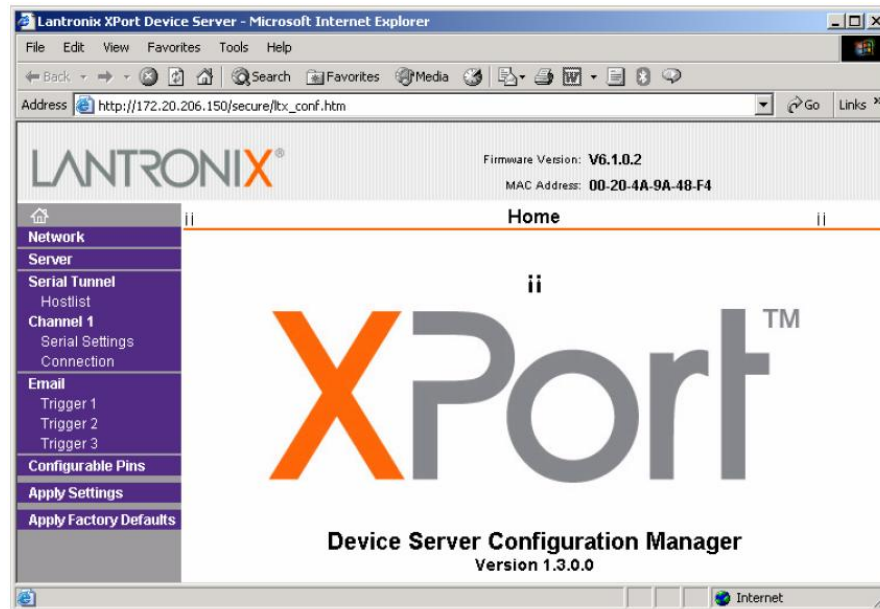 Lantronix XPort Device Server - Microsoft Internet Explorer
File Edit View Favorites Tools Help
Back Search Favorites Media
Address http://172.20.206.150/secure/ltx_conf.htm Go Links »
LANTRONIX®
Firmware Version: V6.1.0.2
MAC Address: 00-20-4A-9A-48-F4
ii Home ii
Network
Server
Serial Tunnel
Hostlist
Channel 1
Serial Settings
Connection
Email
Trigger 1
Trigger 2
Trigger 3
Configurable Pins
Apply Settings
Apply Factory Defaults
ii
XPort™
Device Server Configuration Manager
Version 1.3.0.0
Internet